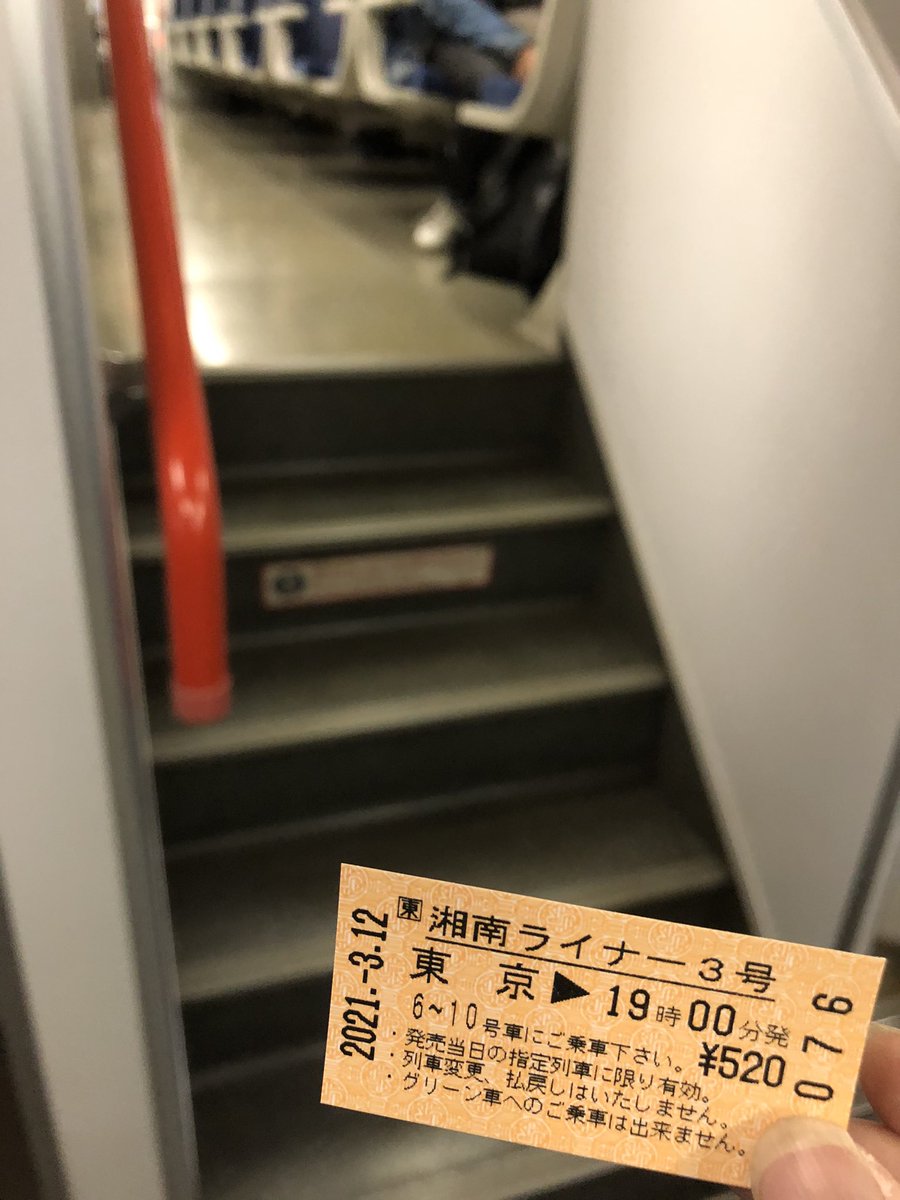 2021.-3.12
東 湘南ライナー3号
東京▶19時00分発
6~10号車にご乗車下さい。¥520
・発売当日の指定列車に限り有効。
・列車変更、払戻しはいたしません。
・グリーン車へのご乗車は出来ません。
076